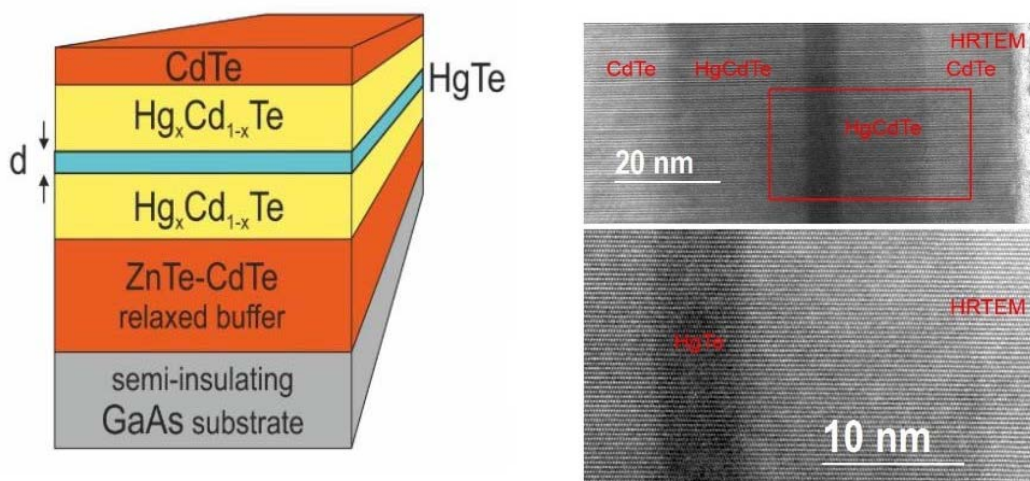 CdTe
HgTe
HgₓCd₁₋ₓTe
d
HgₓCd₁₋ₓTe
ZnTe-CdTe
relaxed buffer
semi-insulating
GaAs substrate
HRTEM
CdTe
HgCdTe
CdTe
HgCdTe
20 nm
HRTEM
HgTe
10 nm